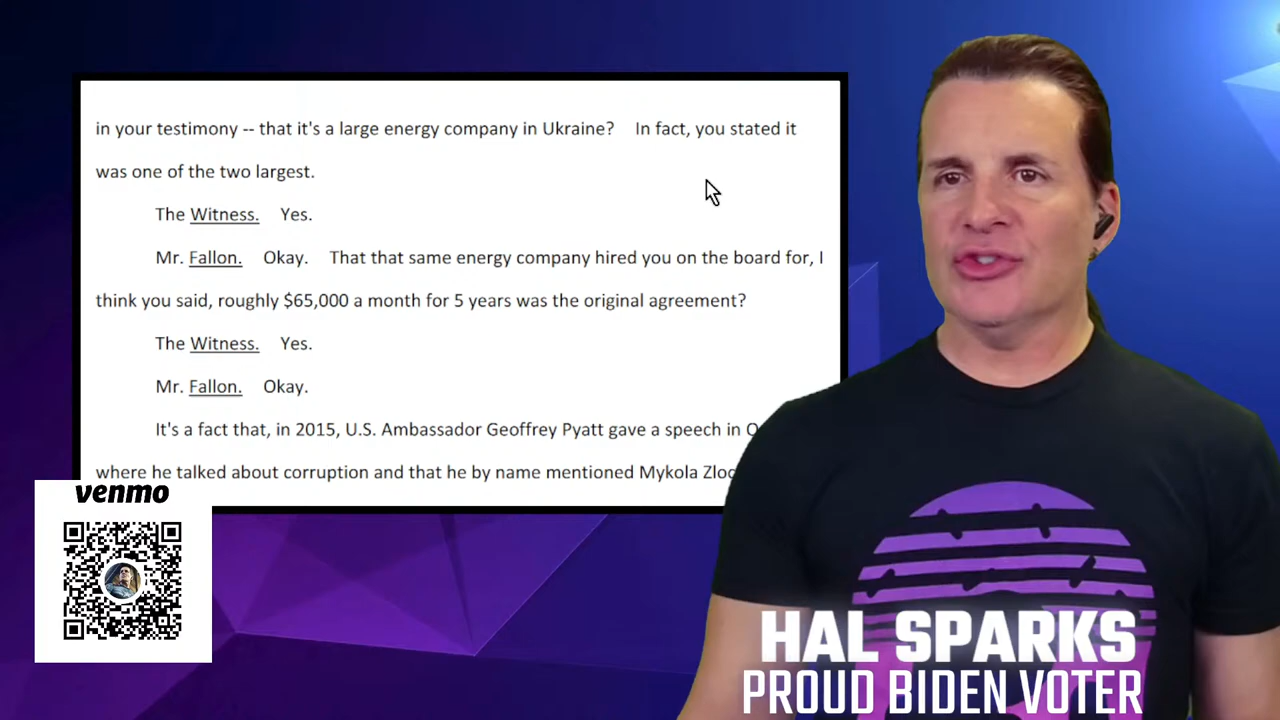 in your testimony -- that it's a large energy company in Ukraine? In fact, you stated it
was one of the two largest.
The Witness. Yes.
Mr. Fallon. Okay. That that same energy company hired you on the board for, I
think you said, roughly $65,000 a month for 5 years was the original agreement?
The Witness. Yes.
Mr. Fallon. Okay.
It's a fact that, in 2015, U.S. Ambassador Geoffrey Pyatt gave a speech in
where he talked about corruption and that he by name mentioned Mykola
venmo
HAL SPARKS
PROUD BIDEN VOTER